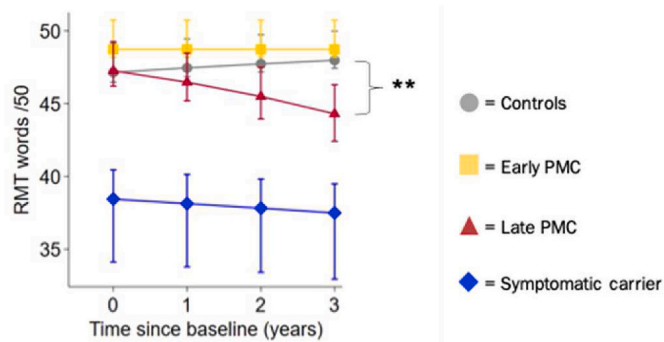 50
45
40
35
RMT words /50
0 1 2 3
Time since baseline (years)
**
= Controls
= Early PMC
= Late PMC
= Symptomatic carrier